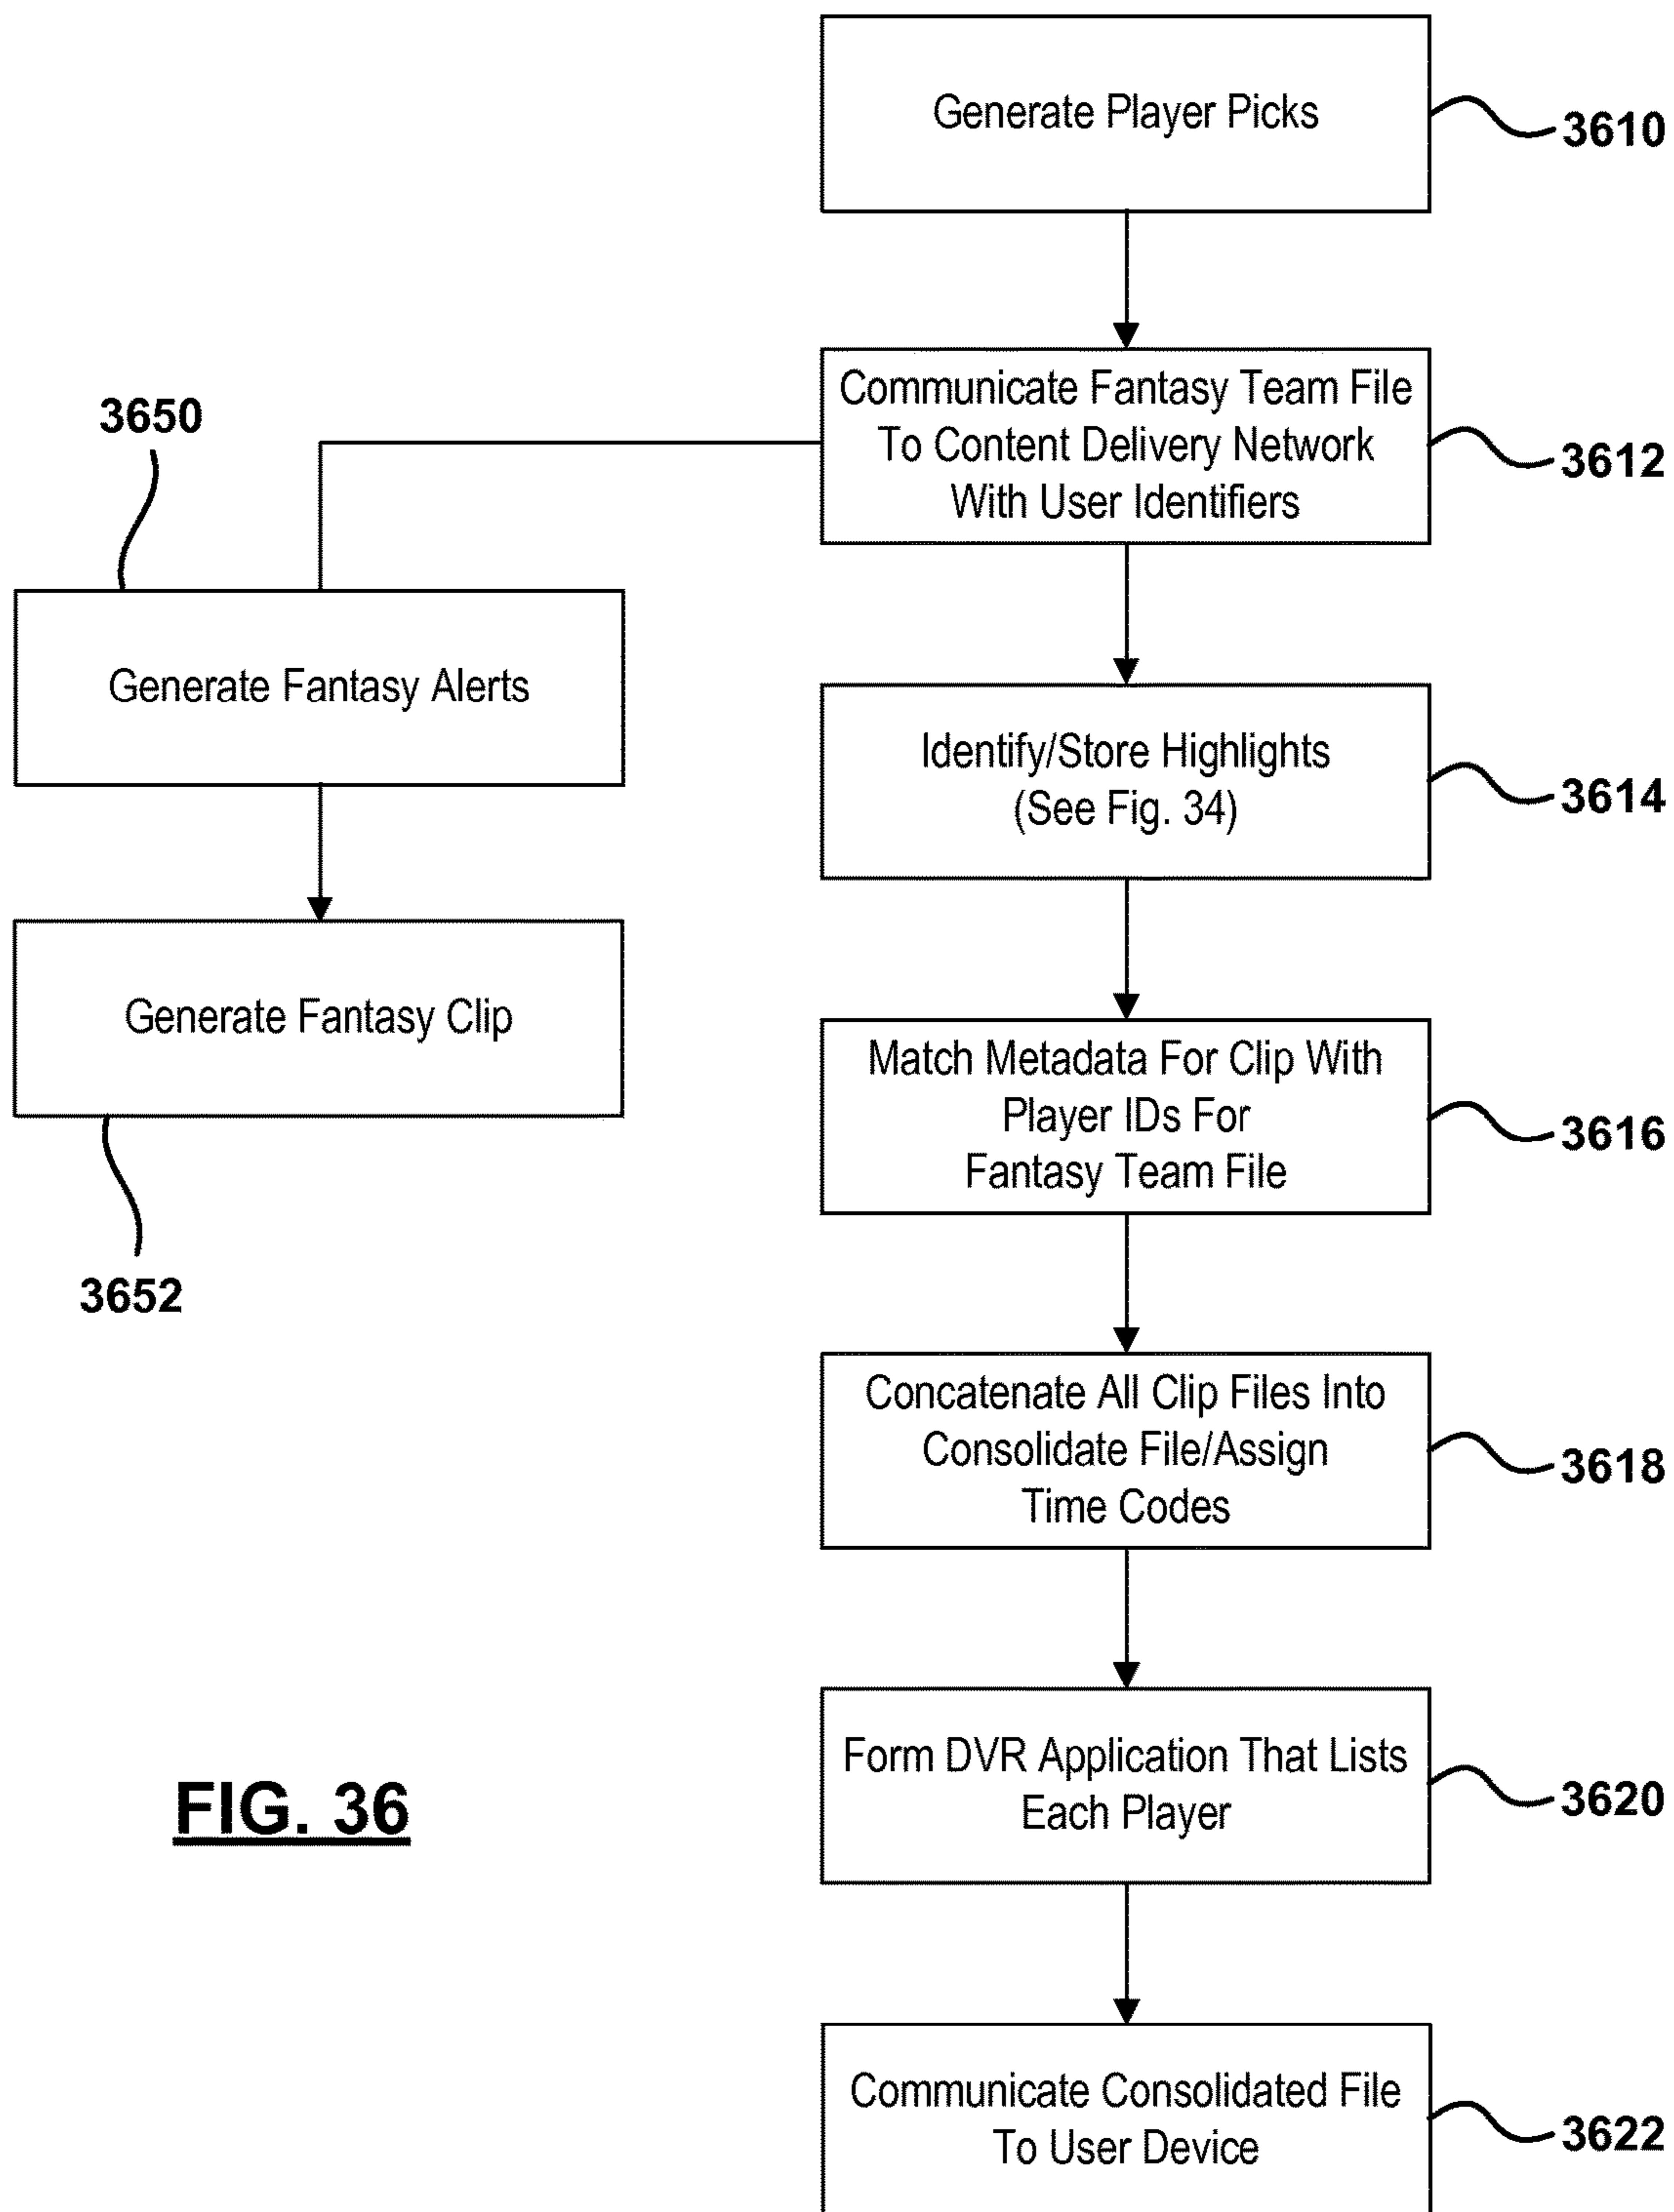 Generate Player Picks
3610
Communicate Fantasy Team File
To Content Delivery Network
With User Identifiers
3612
3650
Generate Fantasy Alerts
Identify/Store Highlights
(See Fig. 34)
3614
Generate Fantasy Clip
3652
Match Metadata For Clip With
Player IDs For
Fantasy Team File
3616
Concatenate All Clip Files Into
Consolidate File/Assign
Time Codes
3618
Form DVR Application That Lists
Each Player
3620
FIG. 36
Communicate Consolidated File
To User Device
3622